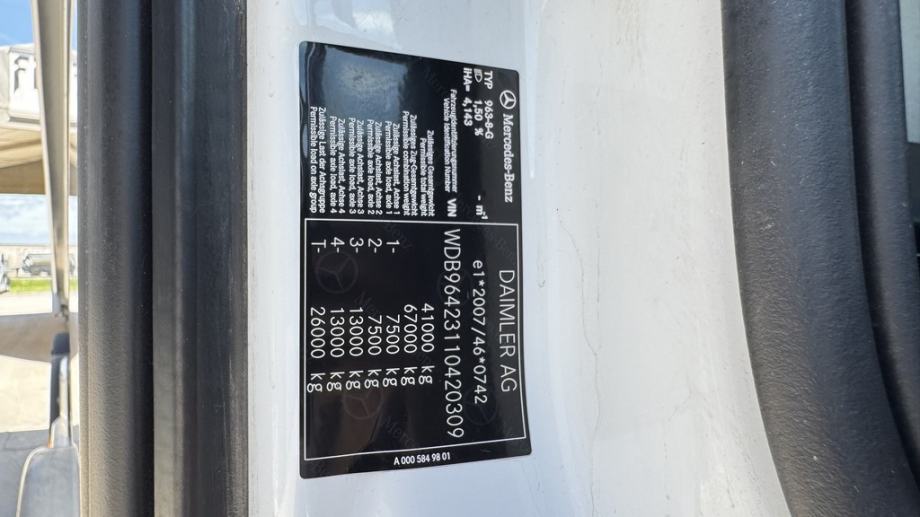 Mercedes-Benz
TYP 963-8-G
1,50 %
iHA= 4,143
- m⁻¹
DAIMLER AG
e1*2007/46*0742
Fahrzeugidentifizierungsnummer
Vehicle Identification Number VIN WDB96423110420309
Zulässiges Gesamtgewicht
Permissible total weight 41000 kg
Zulässiges Zug-Gesamtgewicht
Permissible combination weight 67000 kg
Zulässige Achslast, Achse 1
Permissible axle load, axle 1 1- 7500 kg
Zulässige Achslast, Achse 2
Permissible axle load, axle 2 2- 7500 kg
Zulässige Achslast, Achse 3
Permissible axle load, axle 3 3- 13000 kg
Zulässige Achslast, Achse 4
Permissible axle load, axle 4 4- 13000 kg
Zulässige Last der Achsgruppe
Permissible load on axle group T- 26000 kg
A 000 584 98 01